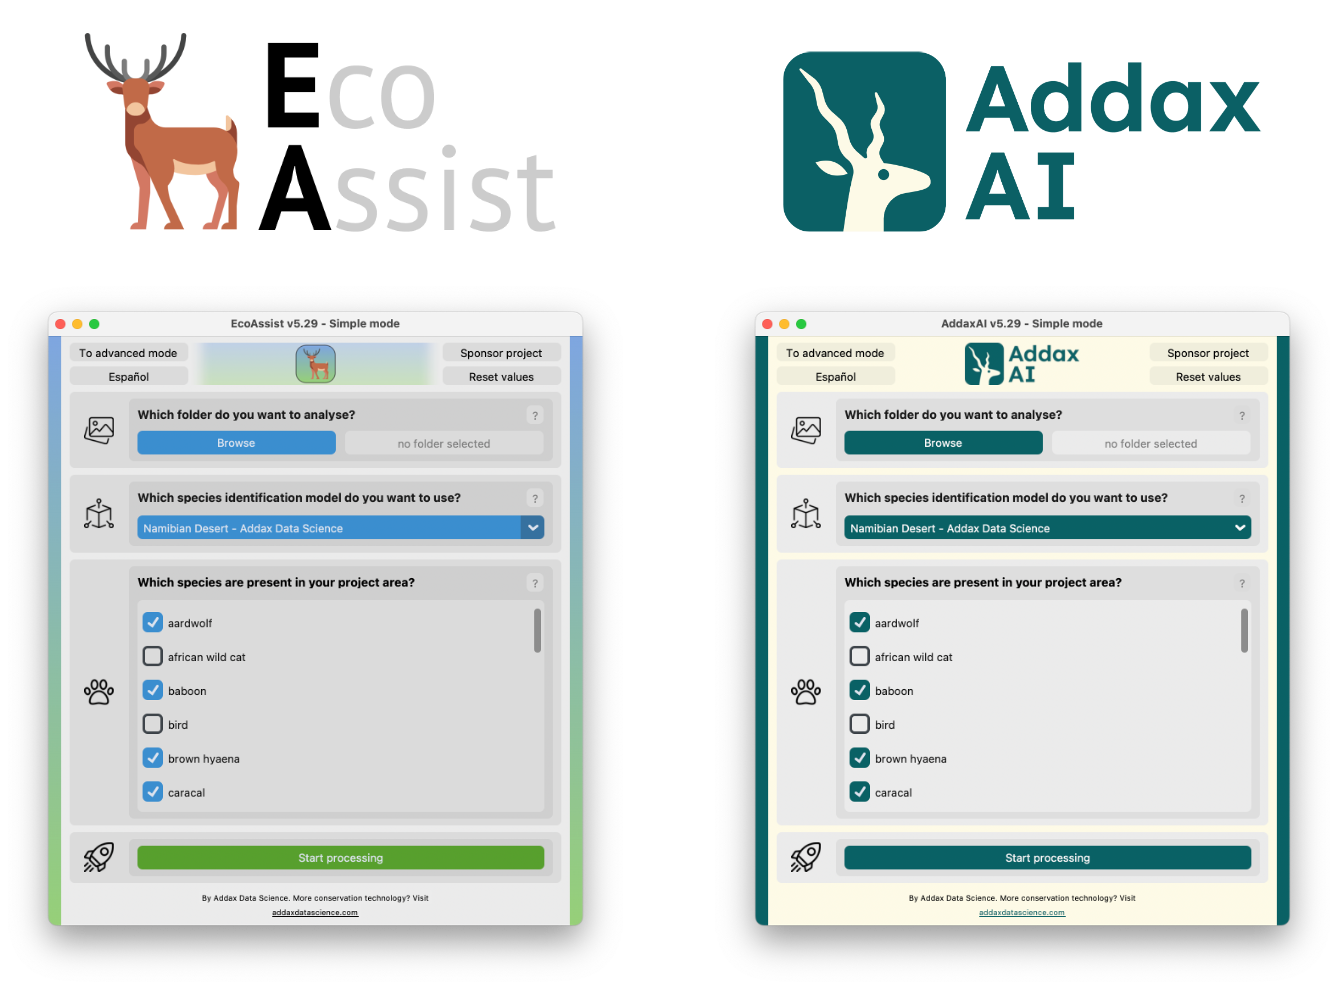 Eco
Assist
Addax
AI
EcoAssist v5.29 - Simple mode
To advanced mode
Sponsor project
Español
Reset values
Which folder do you want to analyse?
?
Browse
no folder selected
Which species identification model do you want to use?
?
Namibian Desert - Addax Data Science
Which species are present in your project area?
?
aardwolf
african wild cat
baboon
bird
brown hyaena
caracal
Start processing
By Addax Data Science. More conservation technology? Visit
addaxdatascience.com
AddaxAI v5.29 - Simple mode
To advanced mode
Addax
AI
Sponsor project
Español
Reset values
Which folder do you want to analyse?
?
Browse
no folder selected
Which species identification model do you want to use?
?
Namibian Desert - Addax Data Science
Which species are present in your project area?
?
aardwolf
african wild cat
baboon
bird
brown hyaena
caracal
Start processing
By Addax Data Science. More conservation technology? Visit
addaxdatascience.com